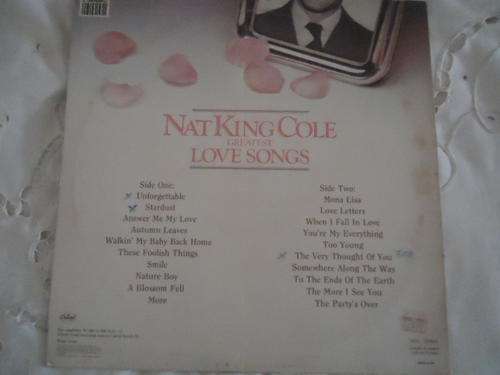 NAT KING COLE
GREATEST
LOVE SONGS
Side One:
Unforgettable
Stardust
Answer Me My Love
Autumn Leaves
Walkin' My Baby Back Home
These Foolish Things
Smile
Nature Boy
A Blossom Fell
More
Side Two:
Mona Lisa
Love Letters
When I Fall In Love
You're My Everything
Too Young
The Very Thought Of You
Somewhere Along The Way
To The Ends Of The Earth
The More I See You
The Party's Over
Capitol